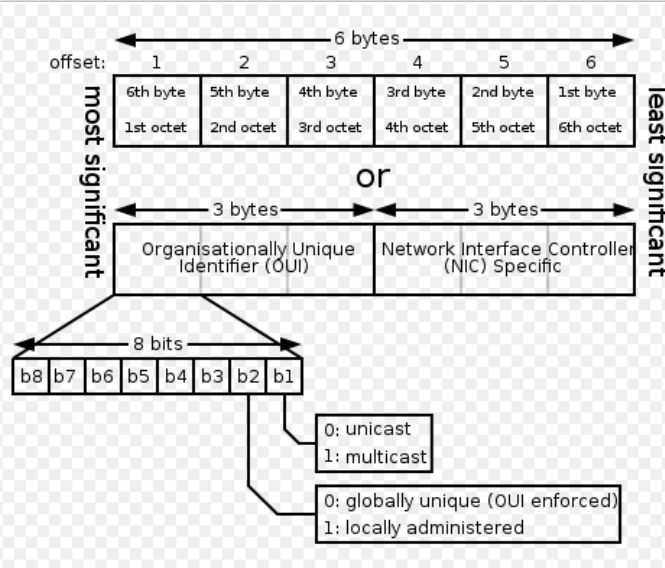 6 bytes
offset: 1 2 3 4 5 6
6th byte 5th byte 4th byte 3rd byte 2nd byte 1st byte
1st octet 2nd octet 3rd octet 4th octet 5th octet 6th octet
most significant
least significant
or
3 bytes 3 bytes
Organisationally Unique
Identifier (OUI)
Network Interface Controller
(NIC) Specific
8 bits
b8 b7 b6 b5 b4 b3 b2 b1
0: unicast
1: multicast
0: globally unique (OUI enforced)
1: locally administered